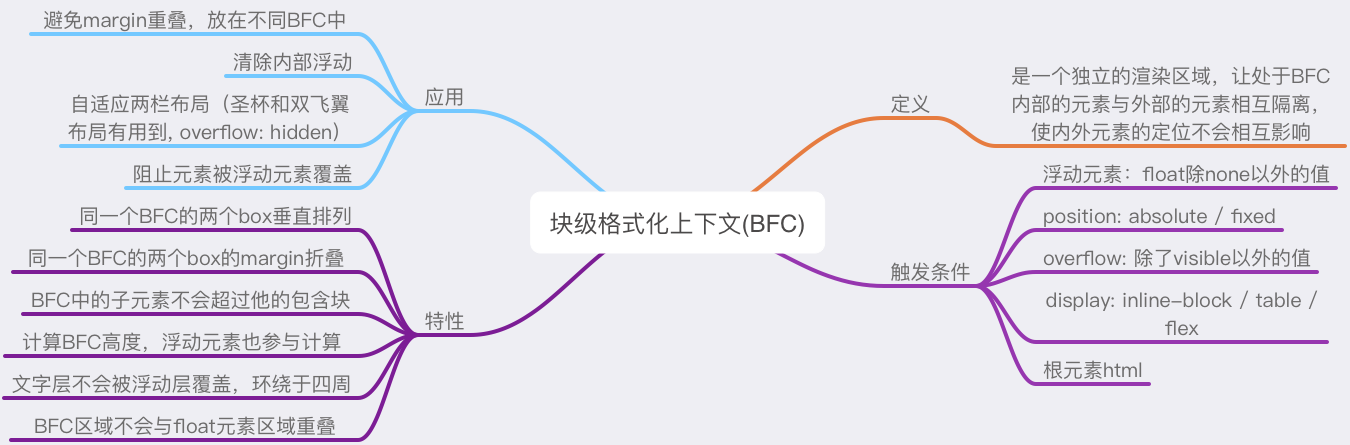 块级格式化上下文(BFC)
定义
是一个独立的渲染区域，让处于BFC
内部的元素与外部的元素相互隔离，
使内外元素的定位不会相互影响
触发条件
浮动元素：float除none以外的值
position: absolute / fixed
overflow: 除了visible以外的值
display: inline-block / table /
flex
根元素html
应用
避免margin重叠，放在不同BFC中
清除内部浮动
自适应两栏布局（圣杯和双飞翼
布局有用到, overflow: hidden）
阻止元素被浮动元素覆盖
特性
同一个BFC的两个box垂直排列
同一个BFC的两个box的margin折叠
BFC中的子元素不会超过他的包含块
计算BFC高度，浮动元素也参与计算
文字层不会被浮动层覆盖，环绕于四周
BFC区域不会与float元素区域重叠